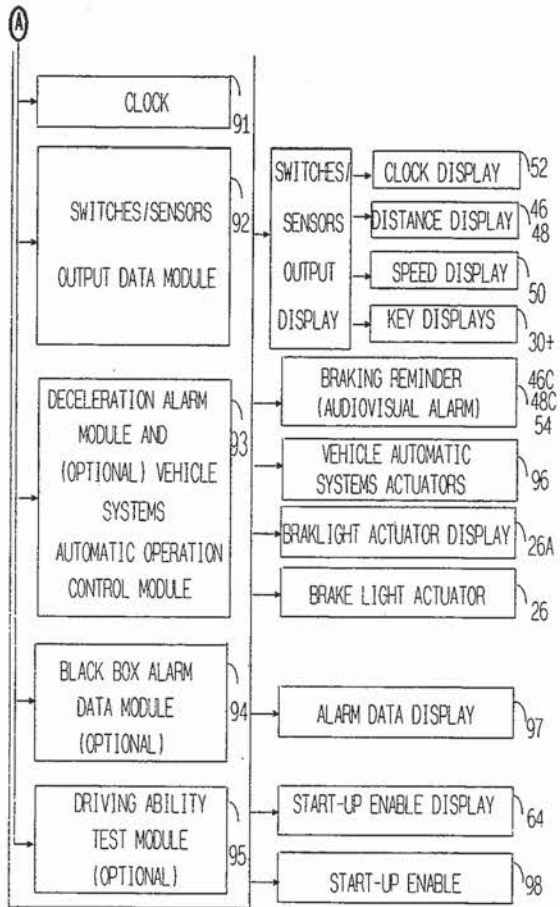 A
CLOCK
91
SWITCHES/SENSORS
OUTPUT DATA MODULE
92
SWITCHES/
SENSORS
OUTPUT
DISPLAY
CLOCK DISPLAY
52
DISTANCE DISPLAY
46
48
SPEED DISPLAY
50
KEY DISPLAYS
30+
DECELERATION ALARM
MODULE AND
(OPTIONAL) VEHICLE
SYSTEMS
AUTOMATIC OPERATION
CONTROL MODULE
93
BRAKING REMINDER
(AUDIOVISUAL ALARM)
46C
48C
54
VEHICLE AUTOMATIC
SYSTEMS ACTUATORS
96
BRAKLIGHT ACTUATOR DISPLAY
26A
BRAKE LIGHT ACTUATOR
26
BLACK BOX ALARM
DATA MODULE
(OPTIONAL)
94
ALARM DATA DISPLAY
97
DRIVING ABILITY
TEST MODULE
(OPTIONAL)
95
START-UP ENABLE DISPLAY
64
START-UP ENABLE
98